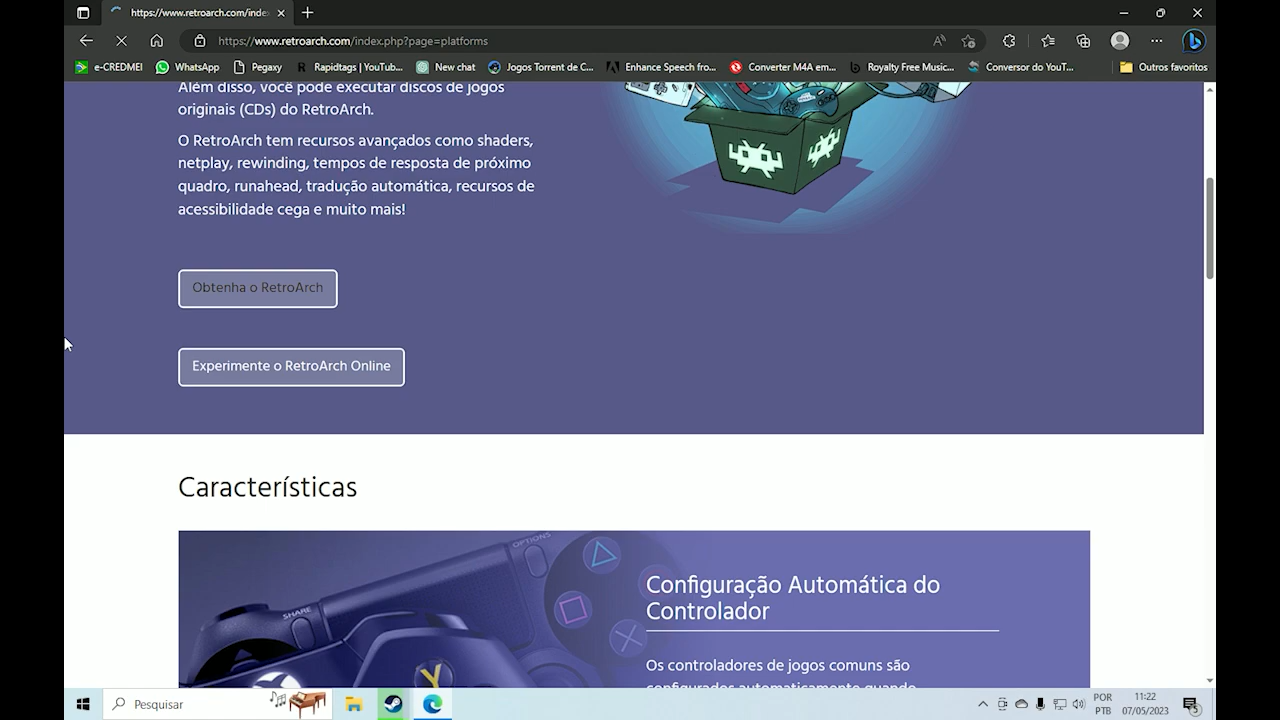 https://www.retroarch.com/inde
https://www.retroarch.com/index.php?page=platforms
e-CREDMEI
WhatsApp
Pegaxy
Rapidtags | YouTub...
New chat
Jogos Torrent de C...
Enhance Speech fro...
Converter M4A em...
Royalty Free Music...
Conversor do YouT...
Outros favoritos
Além disso, você pode executar discos de jogos
originais (CDs) do RetroArch.
O RetroArch tem recursos avançados como shaders,
netplay, rewinding, tempos de resposta de próximo
quadro, runahead, tradução automática, recursos de
acessibilidade cega e muito mais!
Obtenha o RetroArch
Experimente o RetroArch Online
Características
OPTIONS
SHARE
Y
Configuração Automática do
Controlador
Os controladores de jogos comuns são
configurados automaticamente quando
Pesquisar
POR
PTB
11:22
07/05/2023
5